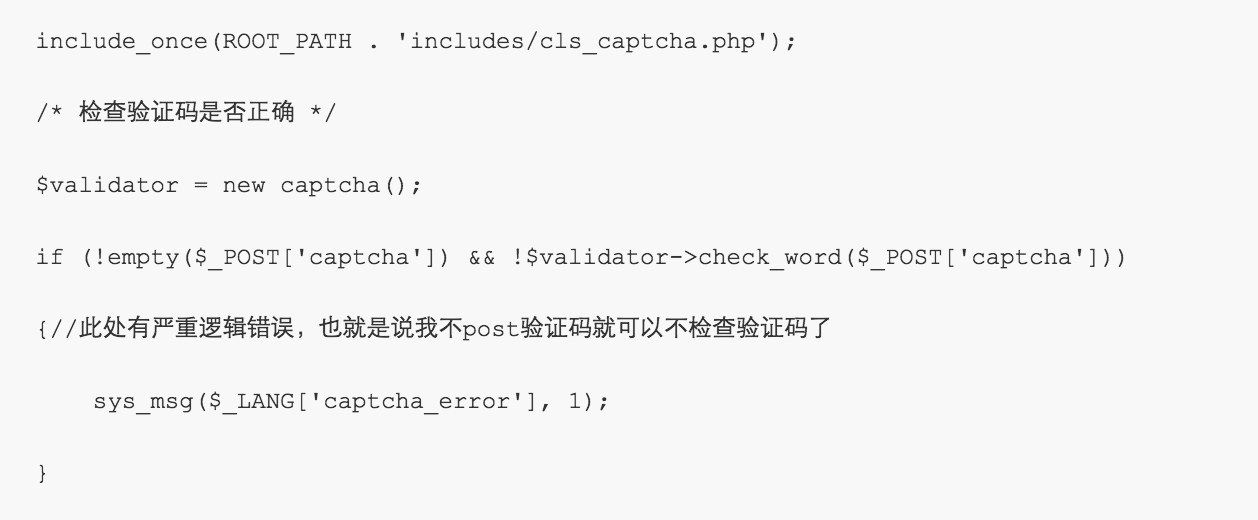 include_once(ROOT_PATH . 'includes/cls_captcha.php');
/* 检查验证码是否正确 */
$validator = new captcha();
if (!empty($_POST['captcha']) && !$validator->check_word($_POST['captcha']))
{//此处有严重逻辑错误，也就是说我不post验证码就可以不检查验证码了
    sys_msg($_LANG['captcha_error'], 1);
}